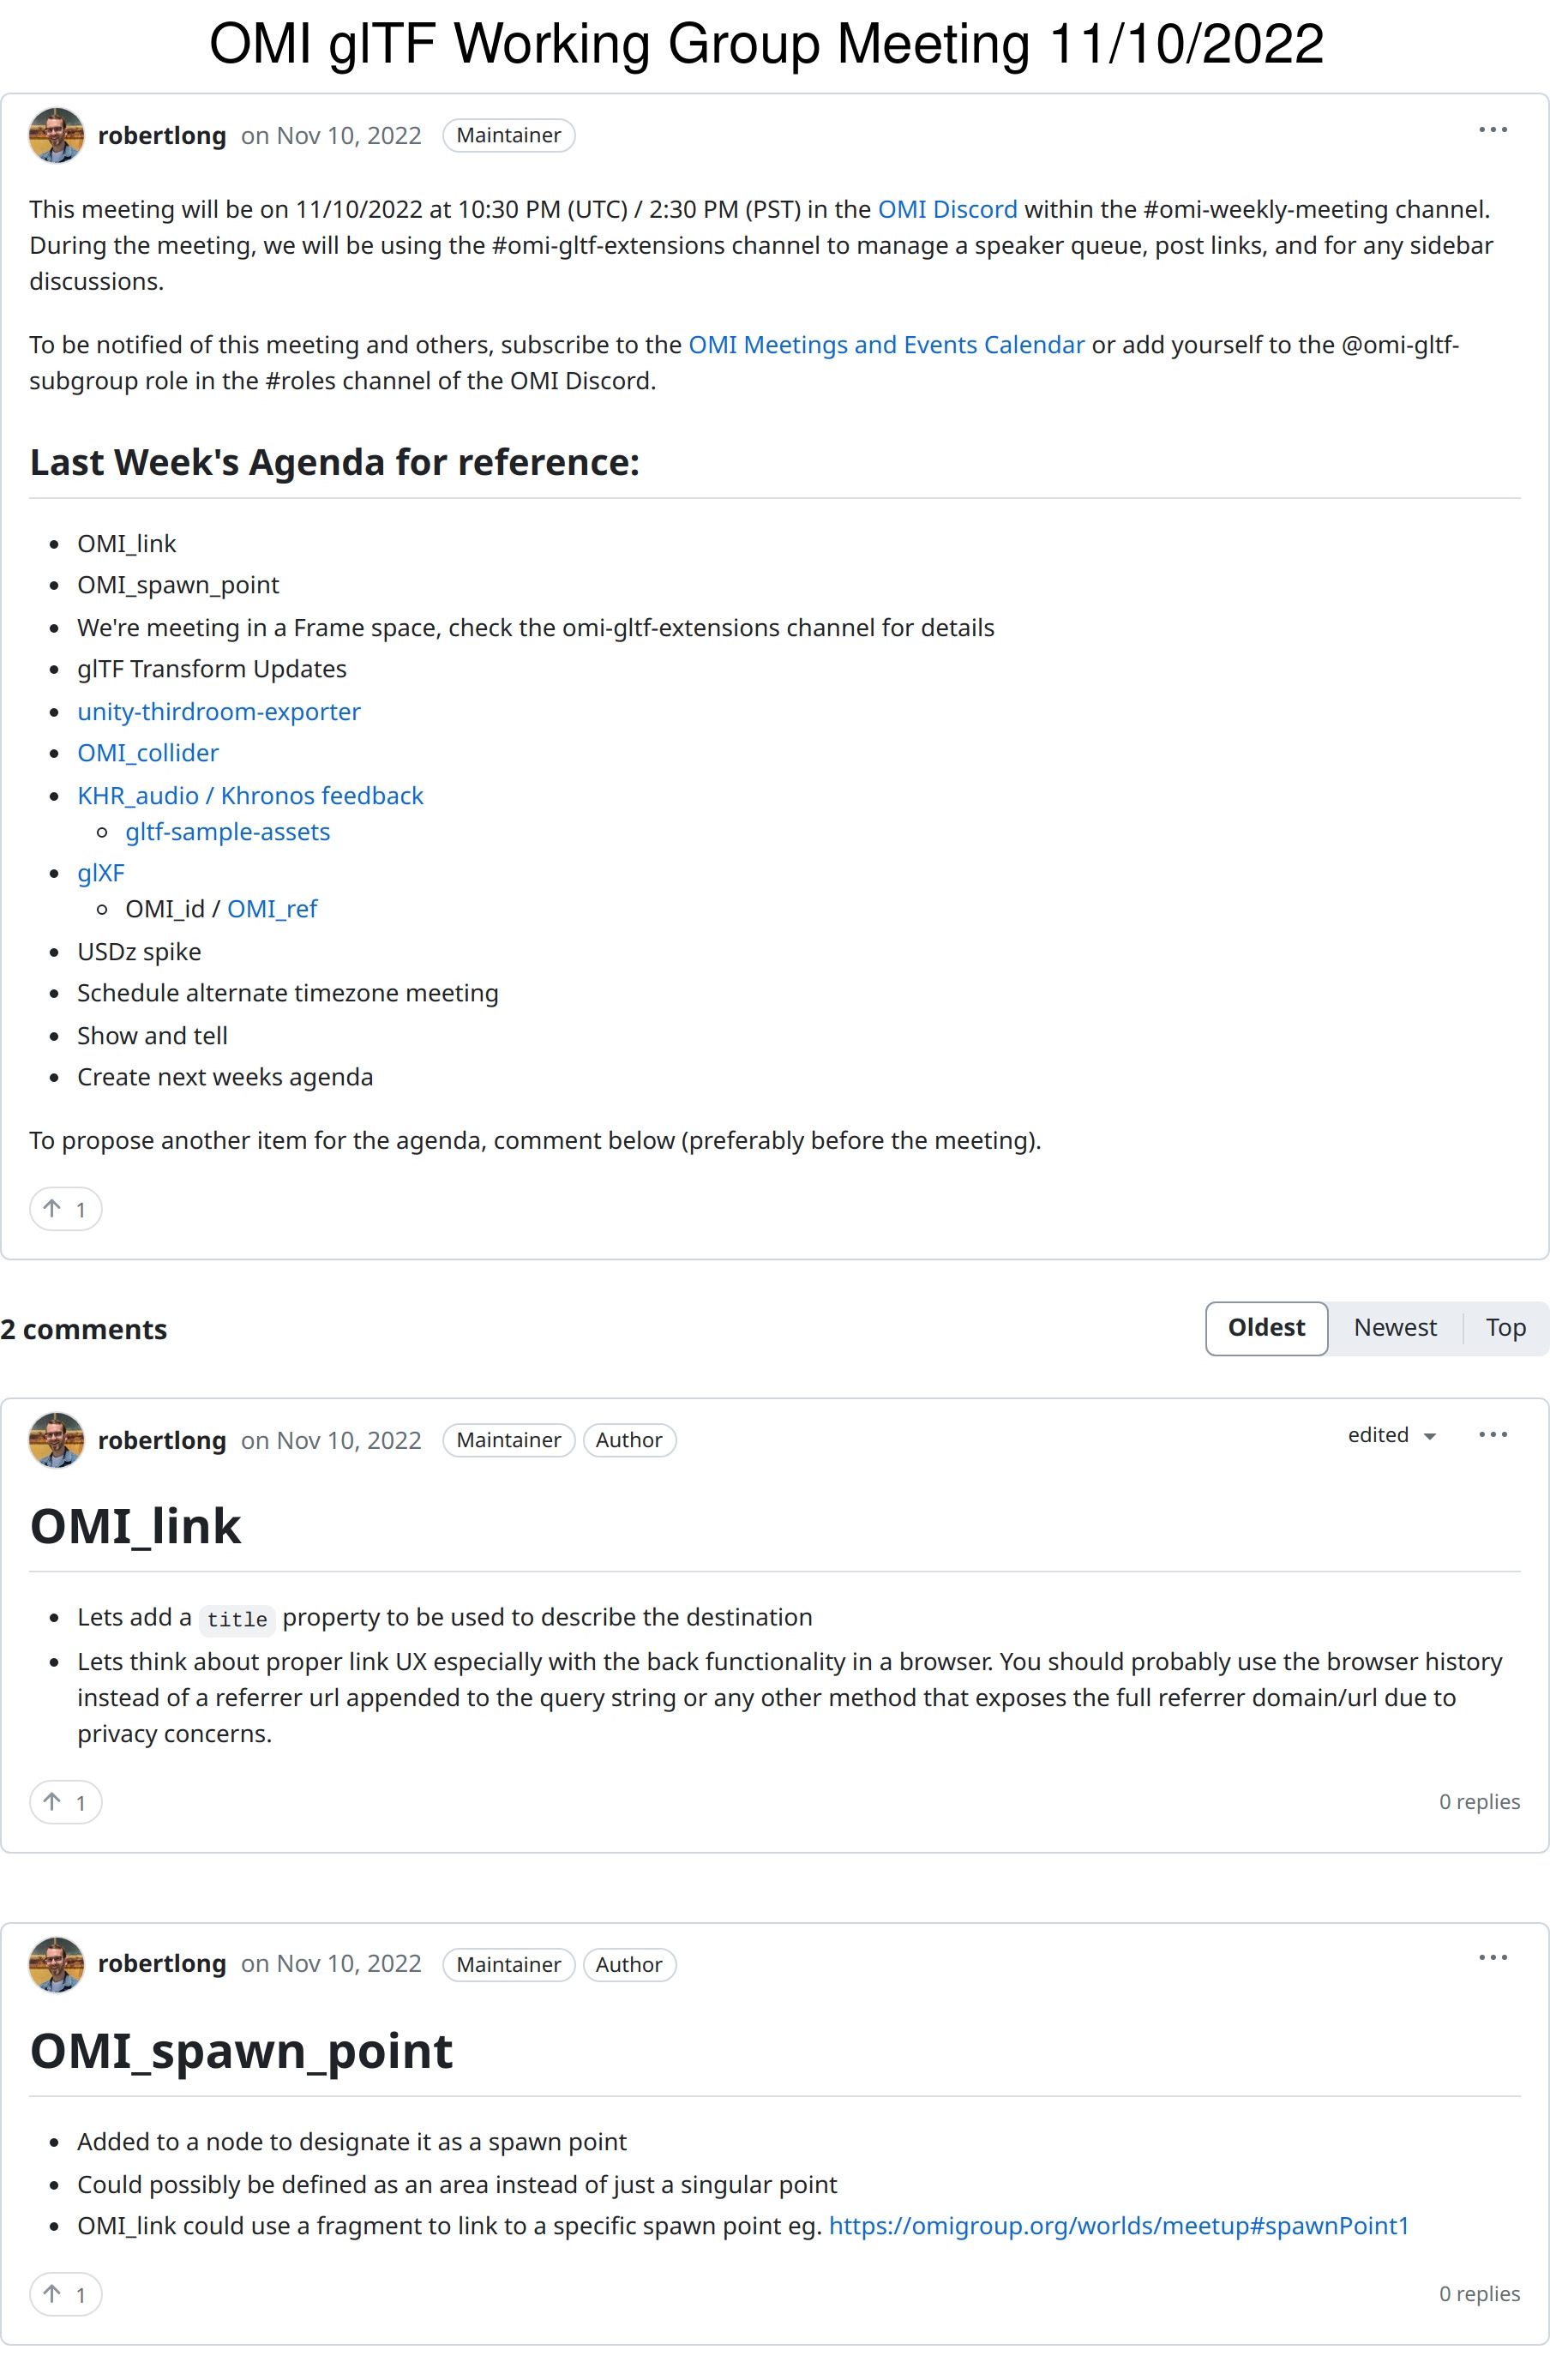 OMI glTF Working Group Meeting 11/10/2022
robertlong on Nov 10, 2022 Maintainer
This meeting will be on 11/10/2022 at 10:30 PM (UTC) / 2:30 PM (PST) in the OMI Discord within the #omi-weekly-meeting channel.
During the meeting, we will be using the #omi-gltf-extensions channel to manage a speaker queue, post links, and for any sidebar
discussions.
To be notified of this meeting and others, subscribe to the OMI Meetings and Events Calendar or add yourself to the @omi-gltf-
subgroup role in the #roles channel of the OMI Discord.
Last Week's Agenda for reference:
OMI_link
OMI_spawn_point
We're meeting in a Frame space, check the omi-gltf-extensions channel for details
glTF Transform Updates
unity-thirdroom-exporter
OMI_collider
KHR_audio / Khronos feedback
gltf-sample-assets
glXF
OMI_id / OMI_ref
USDz spike
Schedule alternate timezone meeting
Show and tell
Create next weeks agenda
To propose another item for the agenda, comment below (preferably before the meeting).
1
2 comments
Oldest Newest Top
robertlong on Nov 10, 2022 Maintainer Author edited
OMI_link
Lets add a title property to be used to describe the destination
Lets think about proper link UX especially with the back functionality in a browser. You should probably use the browser history
instead of a referrer url appended to the query string or any other method that exposes the full referrer domain/url due to
privacy concerns.
1 0 replies
robertlong on Nov 10, 2022 Maintainer Author
OMI_spawn_point
Added to a node to designate it as a spawn point
Could possibly be defined as an area instead of just a singular point
OMI_link could use a fragment to link to a specific spawn point eg. https://omigroup.org/worlds/meetup#spawnPoint1
1 0 replies